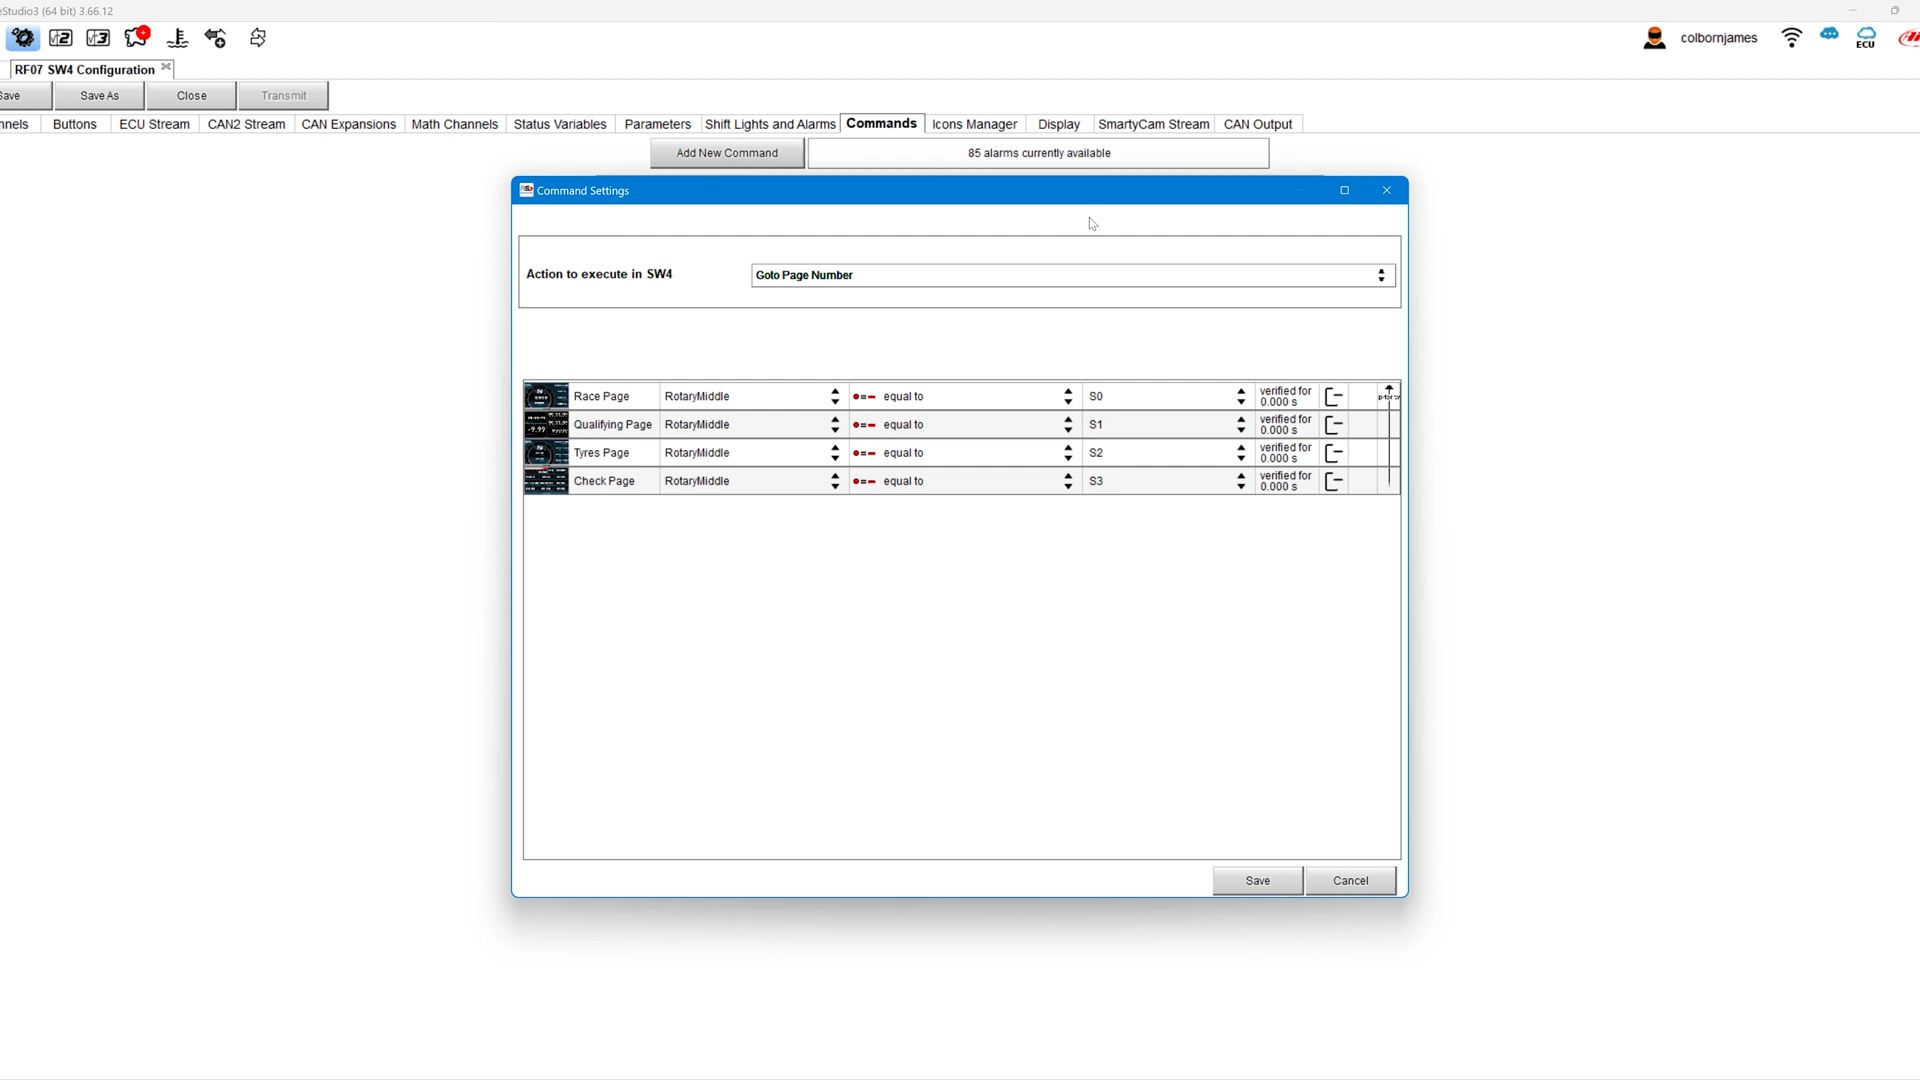 eStudio3 (64 bit) 3.66.12
colbornjames
ECU
RF07 SW4 Configuration
Save Save As Close Transmit
nnels Buttons ECU Stream CAN2 Stream CAN Expansions Math Channels Status Variables Parameters Shift Lights and Alarms Commands Icons Manager Display SmartyCam Stream CAN Output
Add New Command 85 alarms currently available
Command Settings
Action to execute in SW4 Goto Page Number
Race Page RotaryMiddle equal to S0 verified for 0.000 s
Qualifying Page RotaryMiddle equal to S1 verified for 0.000 s
Tyres Page RotaryMiddle equal to S2 verified for 0.000 s
Check Page RotaryMiddle equal to S3 verified for 0.000 s
Save Cancel